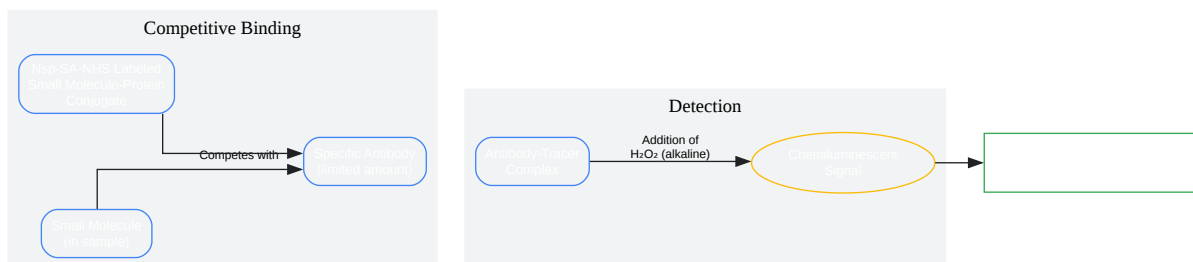 Competitive Binding
Nsp-SA-NHS Labeled
Small Molecule-Protein
Conjugate
Competes with
Specific Antibody
(limited amount)
Small Molecule
(in sample)
Detection
Antibody-Tracer
Complex
Addition of
H₂O₂ (alkaline)
Chemiluminescent
Signal